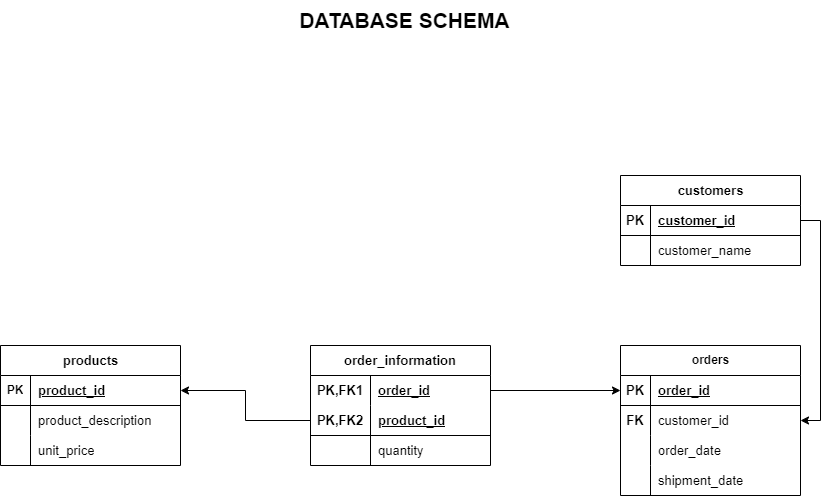 DATABASE SCHEMA
customers
PK customer_id
customer_name
products
PK product_id
product_description
unit_price
order_information
PK,FK1 order_id
PK,FK2 product_id
quantity
orders
PK order_id
FK customer_id
order_date
shipment_date